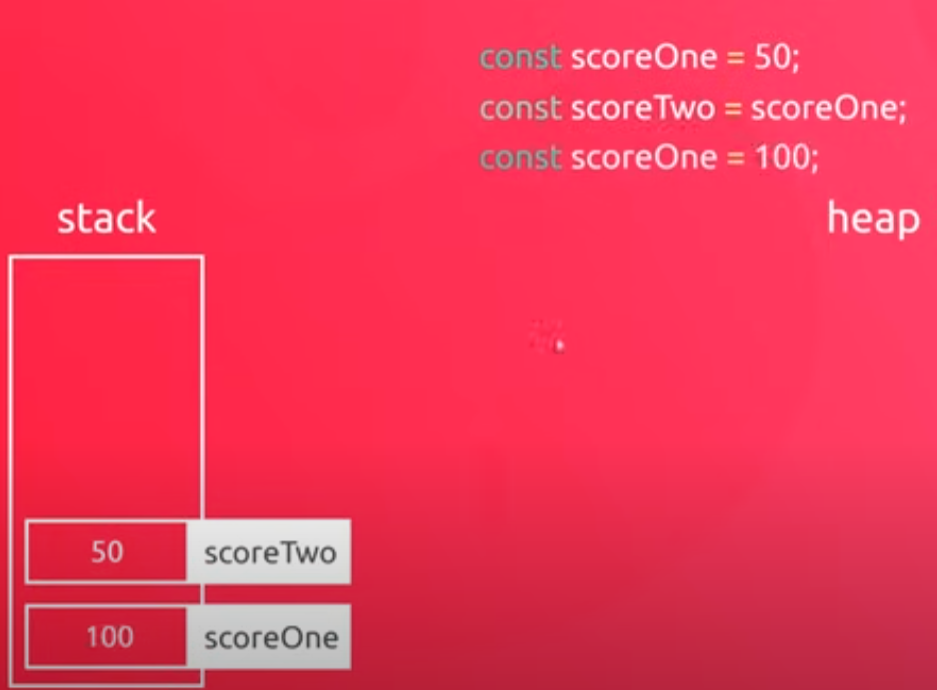 const scoreOne = 50;
const scoreTwo = scoreOne;
const scoreOne = 100;
stack
heap
50 scoreTwo
100 scoreOne